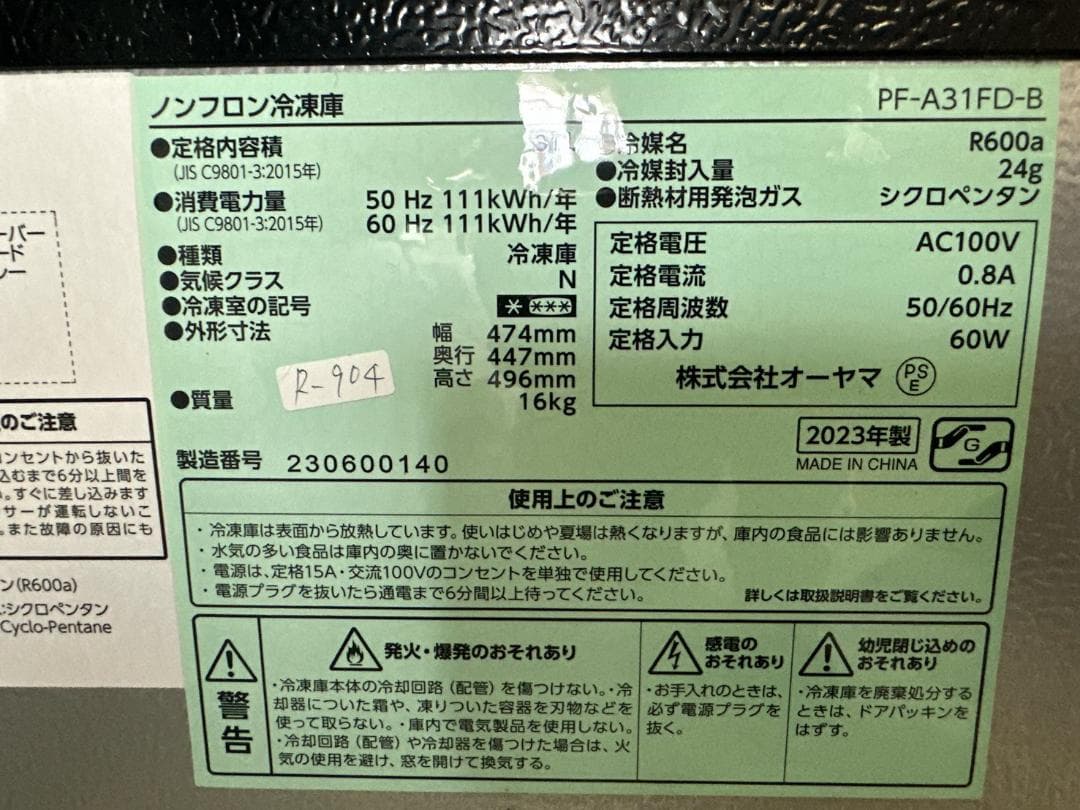 ノンフロン冷凍庫
PF-A31FD-B
●定格内容積
(JIS C9801-3:2015年)
●消費電力量 50 Hz 111kWh/年
(JIS C9801-3:2015年) 60 Hz 111kWh/年
●種類 冷凍庫
●気候クラス N
●冷凍室の記号
●外形寸法 幅 474mm
奥行 447mm
高さ 496mm
R-904
●質量 16kg
冷媒名 R600a
●冷媒封入量 24g
●断熱材用発泡ガス シクロペンタン
定格電圧 AC100V
定格電流 0.8A
定格周波数 50/60Hz
定格入力 60W
株式会社オーヤマ PS E
製造番号 230600140
2023年製
MADE IN CHINA
G
使用上のご注意
・冷凍庫は表面から放熱しています。使いはじめや夏場は熱くなりますが、庫内の食品には影響ありません。
・水気の多い食品は庫内の奥に置かないでください。
・電源は、定格15A・交流100Vのコンセントを単独で使用してください。
・電源プラグを抜いたら通電まで6分間以上待ってください。
詳しくは取扱説明書をご覧ください。
警告
発火・爆発のおそれあり
・冷凍庫本体の冷却回路（配管）を傷つけない。・冷
却器についた霜や、凍りついた容器を刃物などを
使って取らない。・庫内で電気製品を使用しない。
・冷却回路（配管）や冷却器を傷つけた場合は、火
気の使用を避け、窓を開けて換気する。
感電の
おそれあり
・お手入れのときは、
必ず電源プラグを
抜く。
幼児閉じ込めの
おそれあり
・冷凍庫を廃棄処分する
ときは、ドアパッキンを
はずす。
ーバー
ード
レー
のご注意
ンセントから抜いた
込むまで6分以上間を
い。すぐに差し込みます
サーが運転しないこ
。また故障の原因にも
ン(R600a)
:シクロペンタン
Cyclo-Pentane